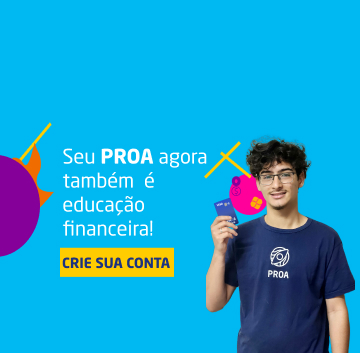 Seu PROA agora
também é
educação
financeira!
CRIE SUA CONTA
PROA